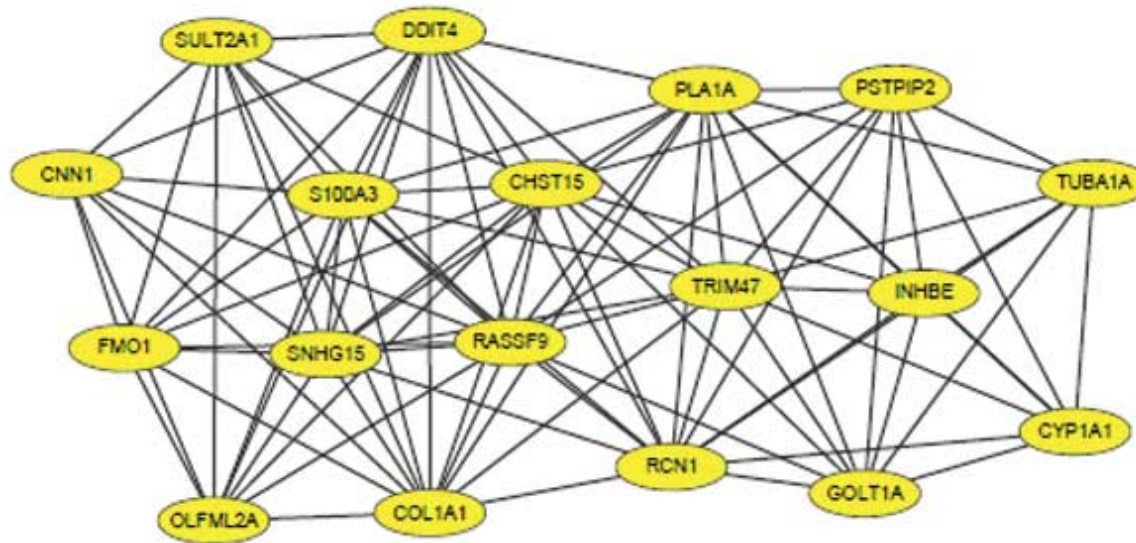 SULT2A1
DDIT4
PLA1A
PSTPIP2
CNN1
S100A3
CHST15
TUBA1A
TRIM47
INHBE
FMO1
SNHG15
RASSF9
RCN1
CYP1A1
GOLT1A
OLFML2A
COL1A1